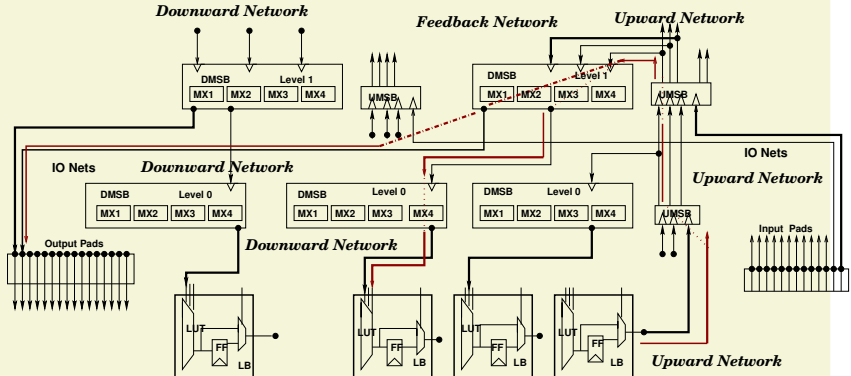 Downward Network
Feedback Network
Upward Network
DMSB Level 1
MX1 MX2 MX3 MX4
UMSB
DMSB Level 1
MX1 MX2 MX3 MX4
UMSB
IO Nets
Downward Network
IO Nets
Upward Network
DMSB Level 0
MX1 MX2 MX3 MX4
DMSB Level 0
MX1 MX2 MX3 MX4
DMSB Level 0
MX1 MX2 MX3 MX4
UMSB
Output Pads
Downward Network
Input Pads
LUT
FF
LB
LUT
FF
LB
LUT
FF
LB
LUT
FF
LB
Upward Network